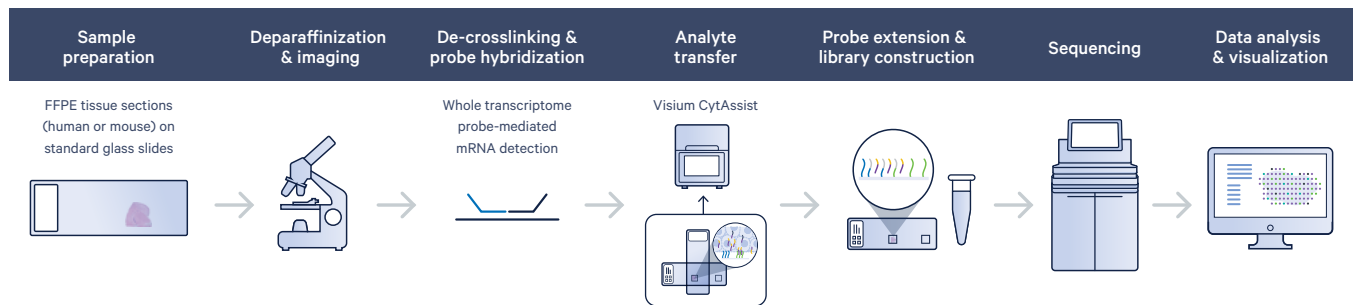 Sample
preparation
Deparaffinization
& imaging
De-crosslinking &
probe hybridization
Analyte
transfer
Probe extension &
library construction
Sequencing
Data analysis
& visualization
FFPE tissue sections
(human or mouse) on
standard glass slides
Whole transcriptome
probe-mediated
mRNA detection
Visium CytAssist